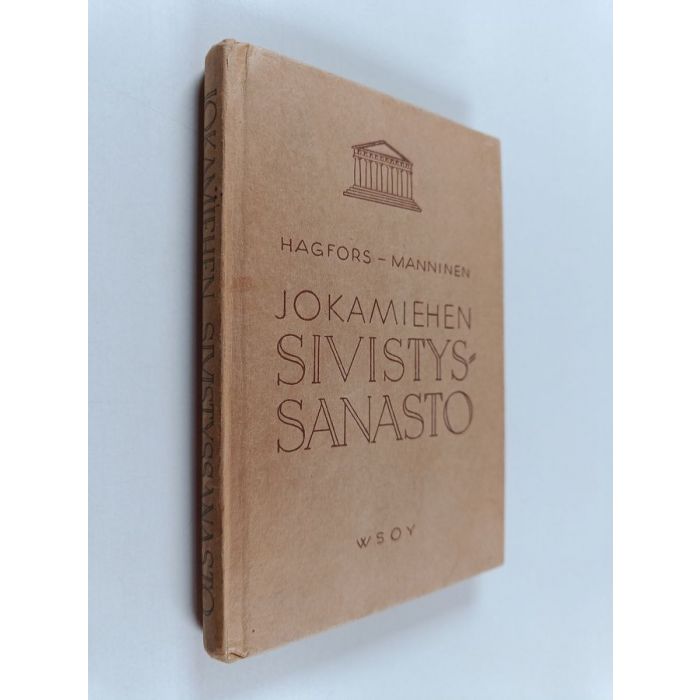 HAGFORS – MANNINEN
JOKAMIEHEN
SIVISTYS-
SANASTO
WSOY
JOKAMIEHEN SIVISTYSSANASTO